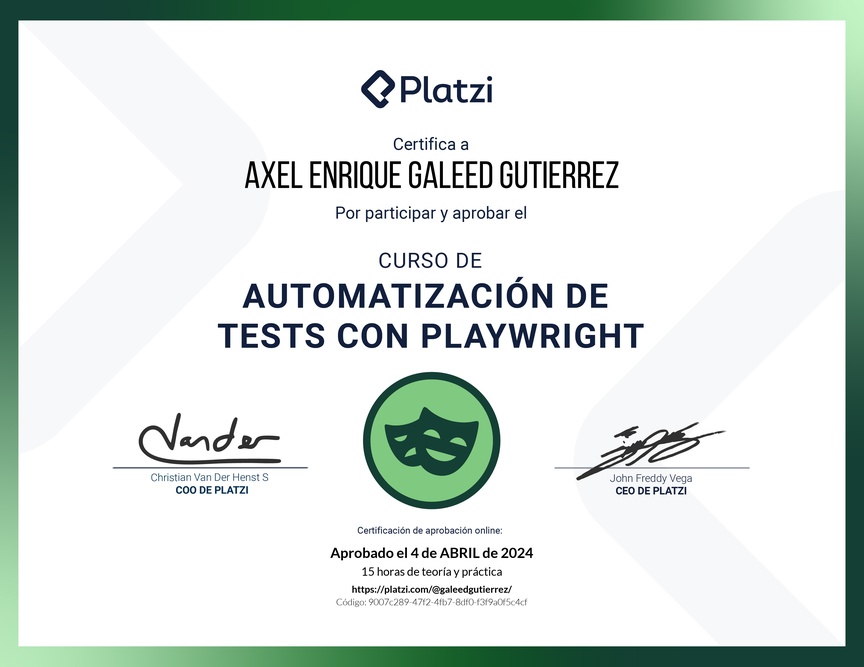 Platzi
Certifica a
AXEL ENRIQUE GALEED GUTIERREZ
Por participar y aprobar el
CURSO DE
AUTOMATIZACIÓN DE
TESTS CON PLAYWRIGHT
Vander
Christian Van Der Henst S
COO DE PLATZI
John Freddy Vega
CEO DE PLATZI
Certificación de aprobación online:
Aprobado el 4 de ABRIL de 2024
15 horas de teoría y práctica
https://platzi.com/@galeedgutierrez/
Código: 9007c289-47f2-4fb7-8df0-f3f9a0f5c4cf